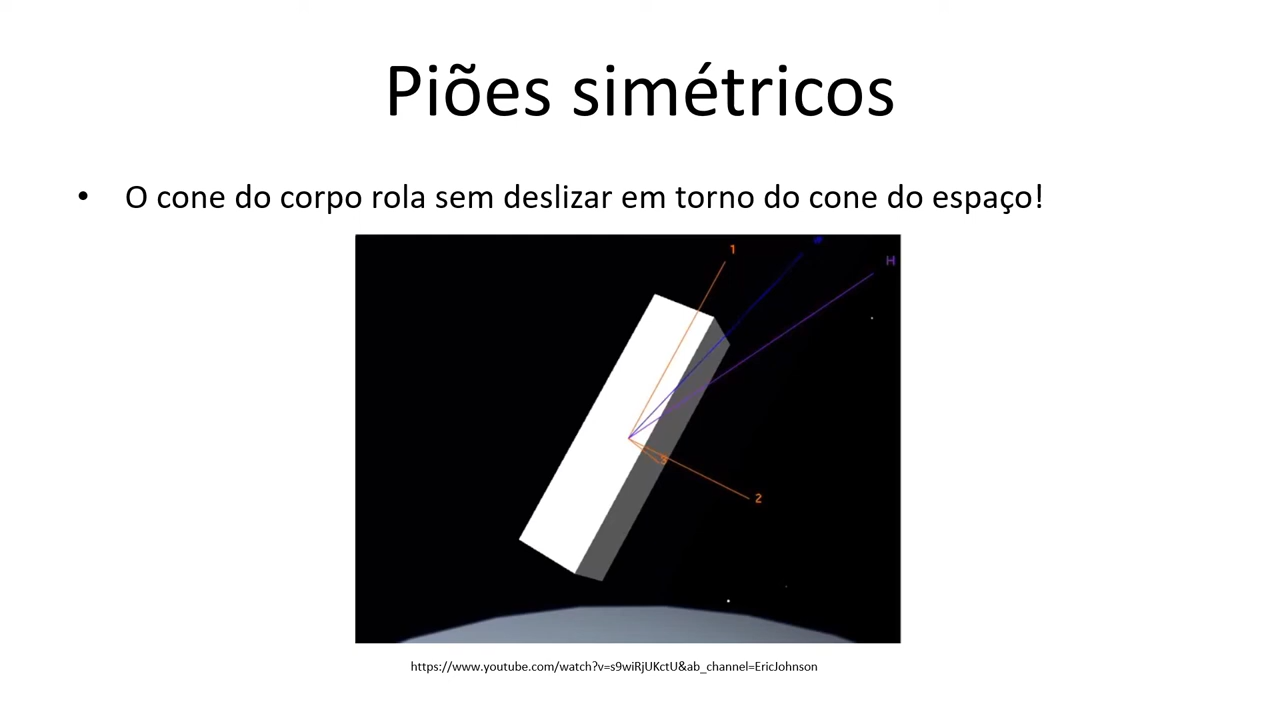 Piões simétricos
• O cone do corpo rola sem deslizar em torno do cone do espaço!
1
H
3
2
https://www.youtube.com/watch?v=s9wiRjUKctU&ab_channel=EricJohnson